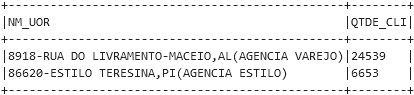 +--------------------------------------------------+--------+
|NM_UOR                                            |QTDE_CLI|
+--------------------------------------------------+--------+
|8918-RUA DO LIVRAMENTO-MACEIO,AL(AGENCIA VAREJO)|24539   |
|86620-ESTILO TERESINA,PI(AGENCIA ESTILO)          |6653    |
+--------------------------------------------------+--------+